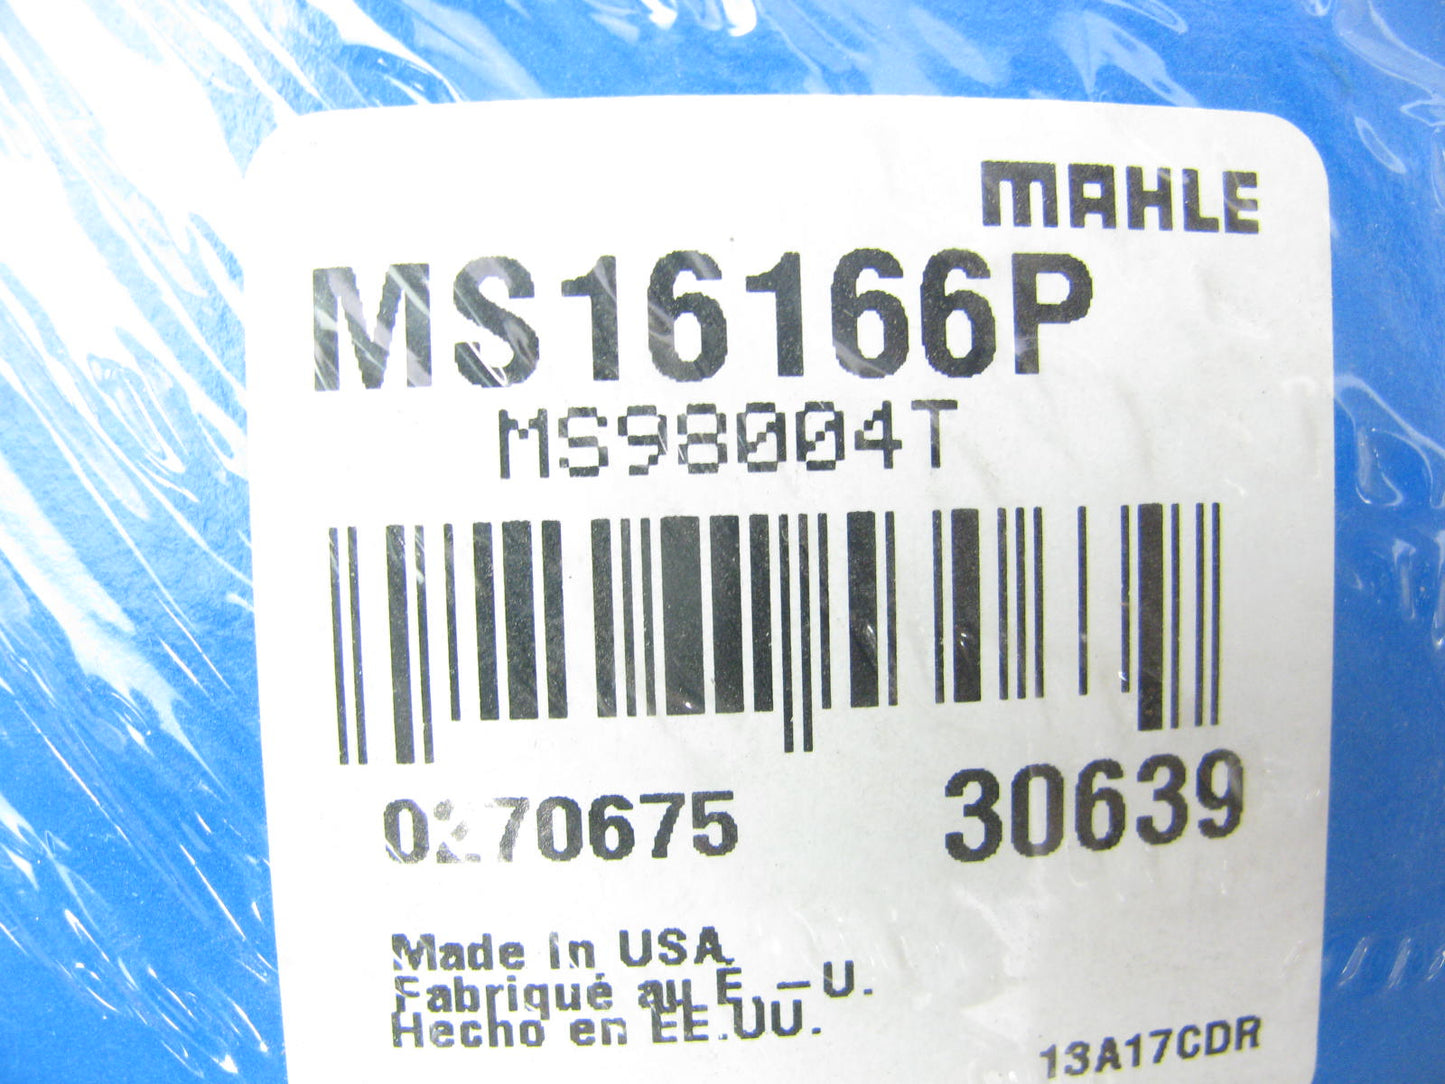 MAHLE
MS16166P
MS98004T
30639
Made In USA
Fabriqué au E.-U.
Hecho en EE.UU.
13A17CDR